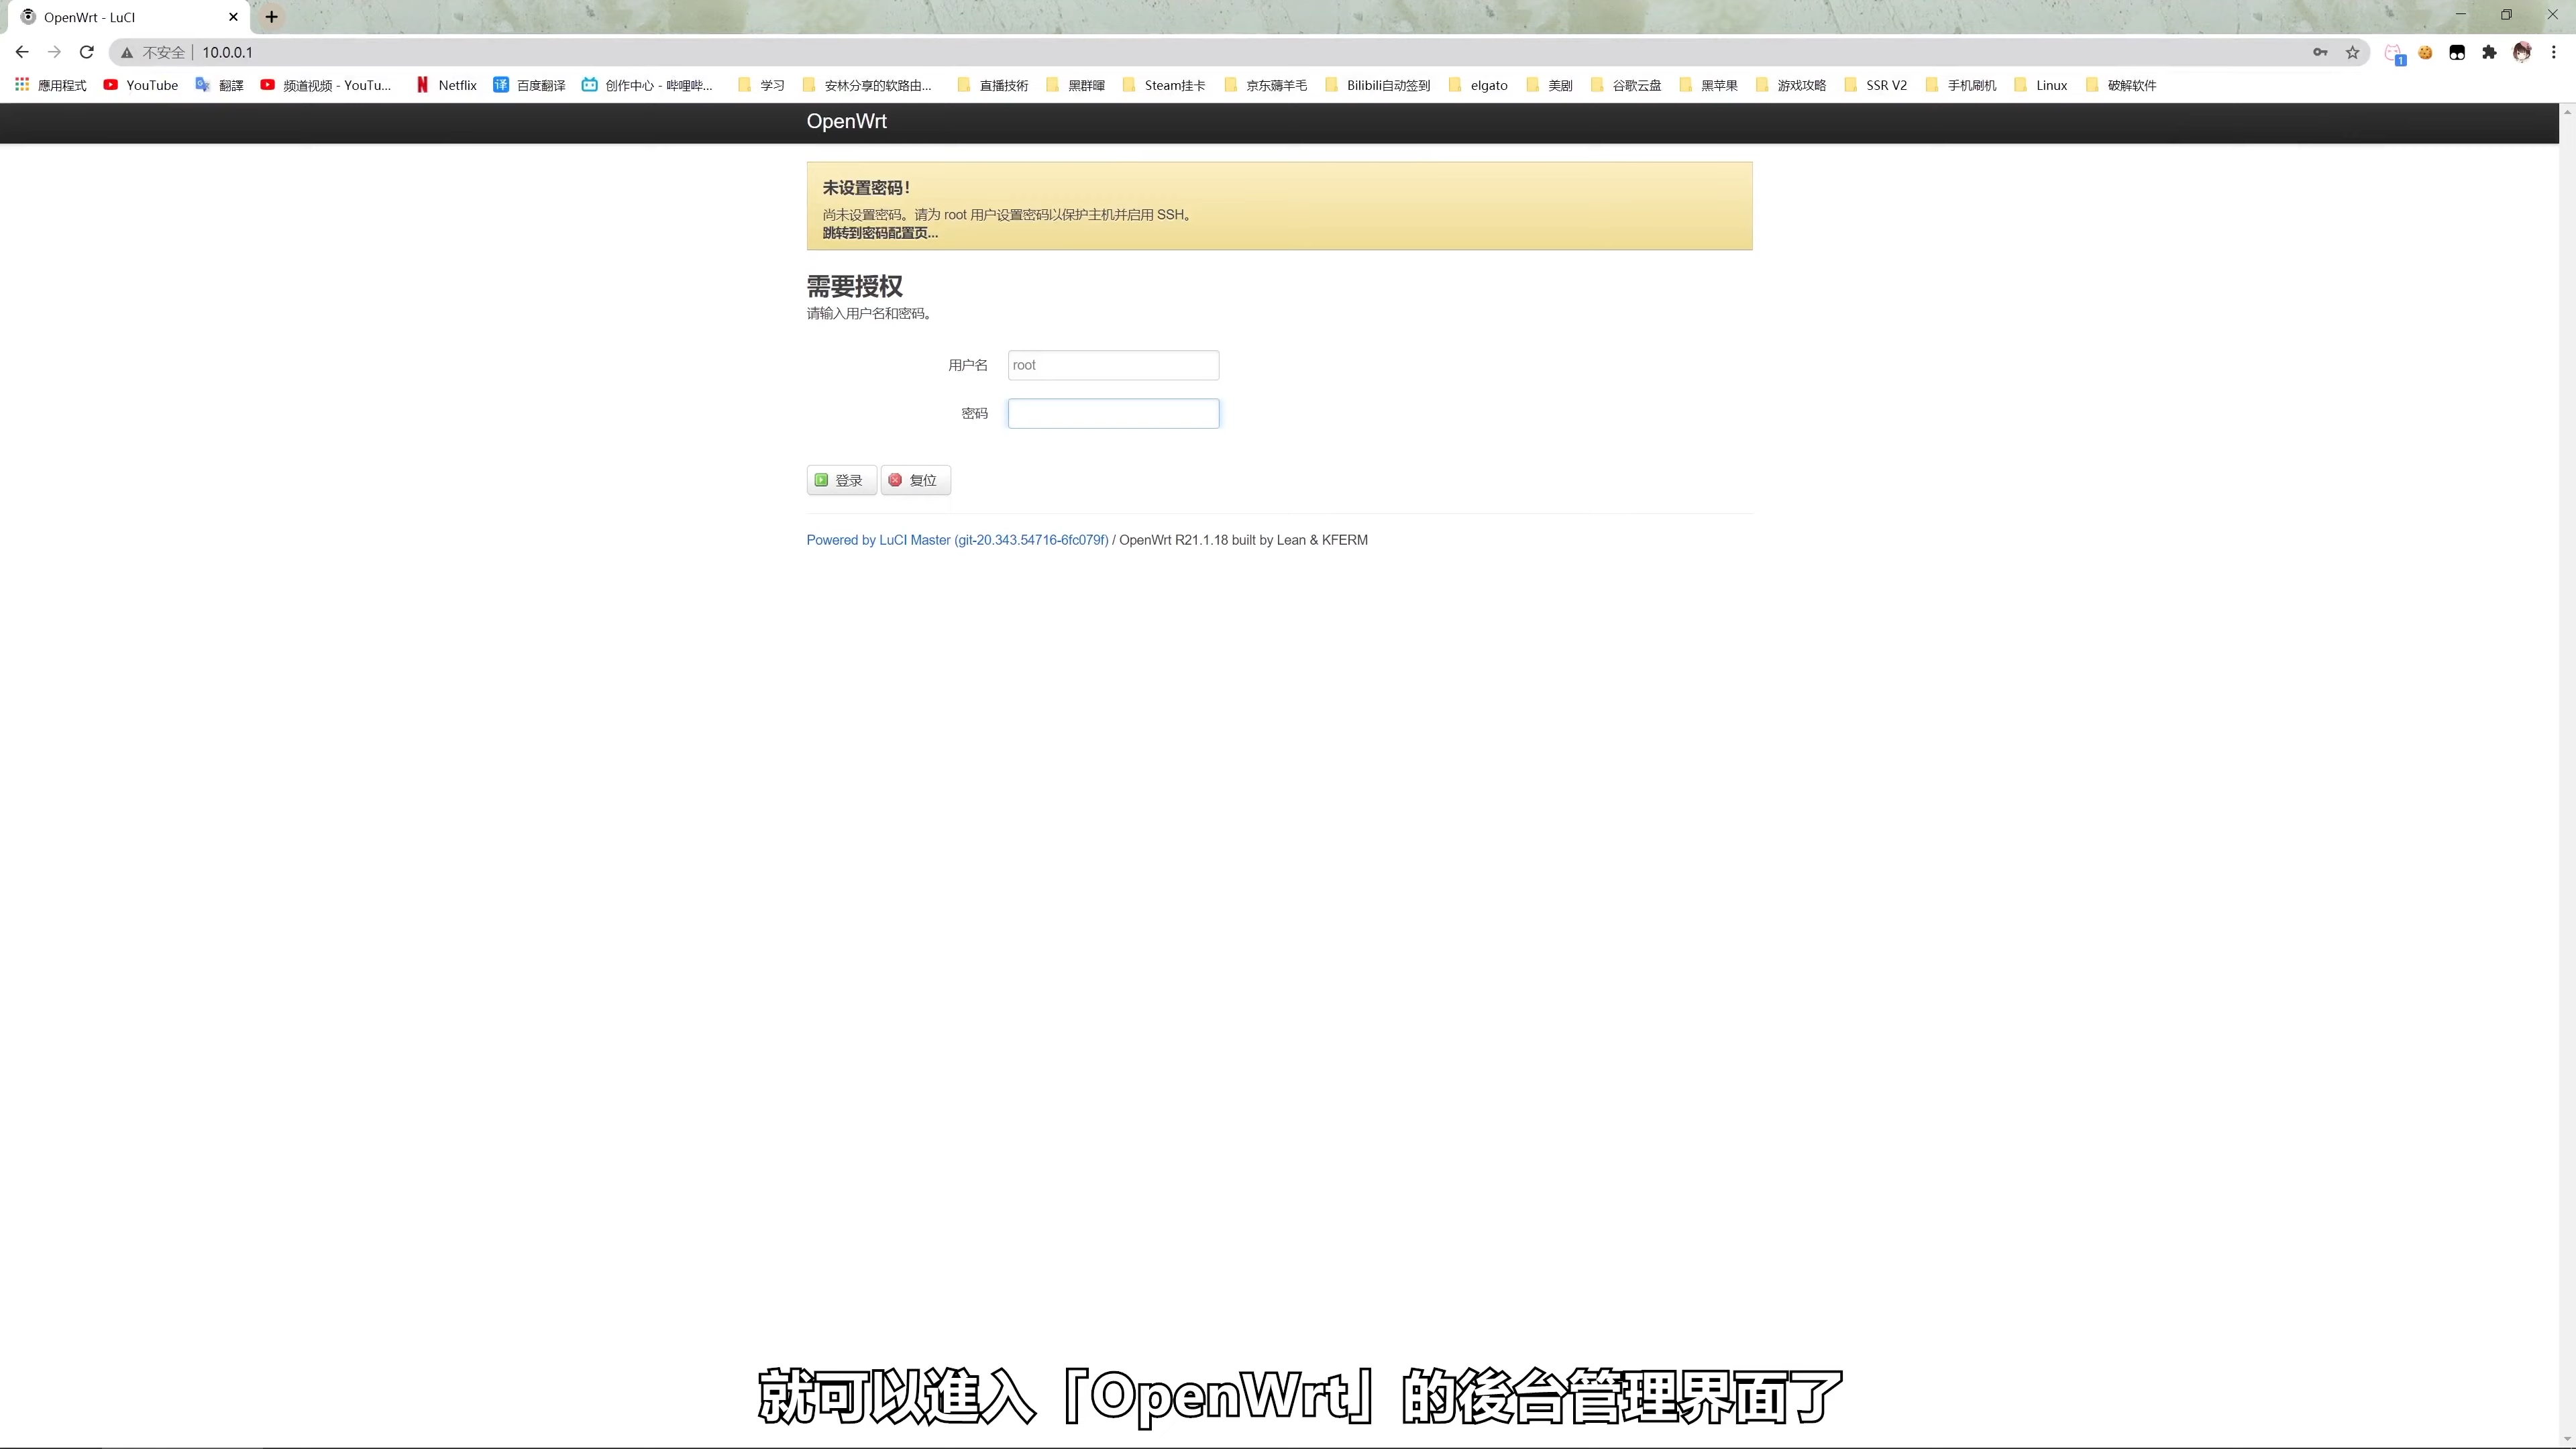 OpenWrt - LuCI
不安全 10.0.0.1
應用程式 YouTube 翻譯 频道视频 - YouTu... Netflix 百度翻译 创作中心 - 哔哩哔... 学习 安林分享的软路由... 直播技術 黑群暉 Steam挂卡 京东薅羊毛 Bilibili自动签到 elgato 美剧 谷歌云盘 黑苹果 游戏攻略 SSR V2 手机刷机 Linux 破解软件
OpenWrt
未设置密码！
尚未设置密码。请为 root 用户设置密码以保护主机并启用 SSH。
跳转到密码配置页...
需要授权
请输入用户名和密码。
用户名 root
密码
登录 复位
Powered by LuCI Master (git-20.343.54716-6fc079f) / OpenWrt R21.1.18 built by Lean & KFERM
就可以進入「OpenWrt」的後台管理界面了